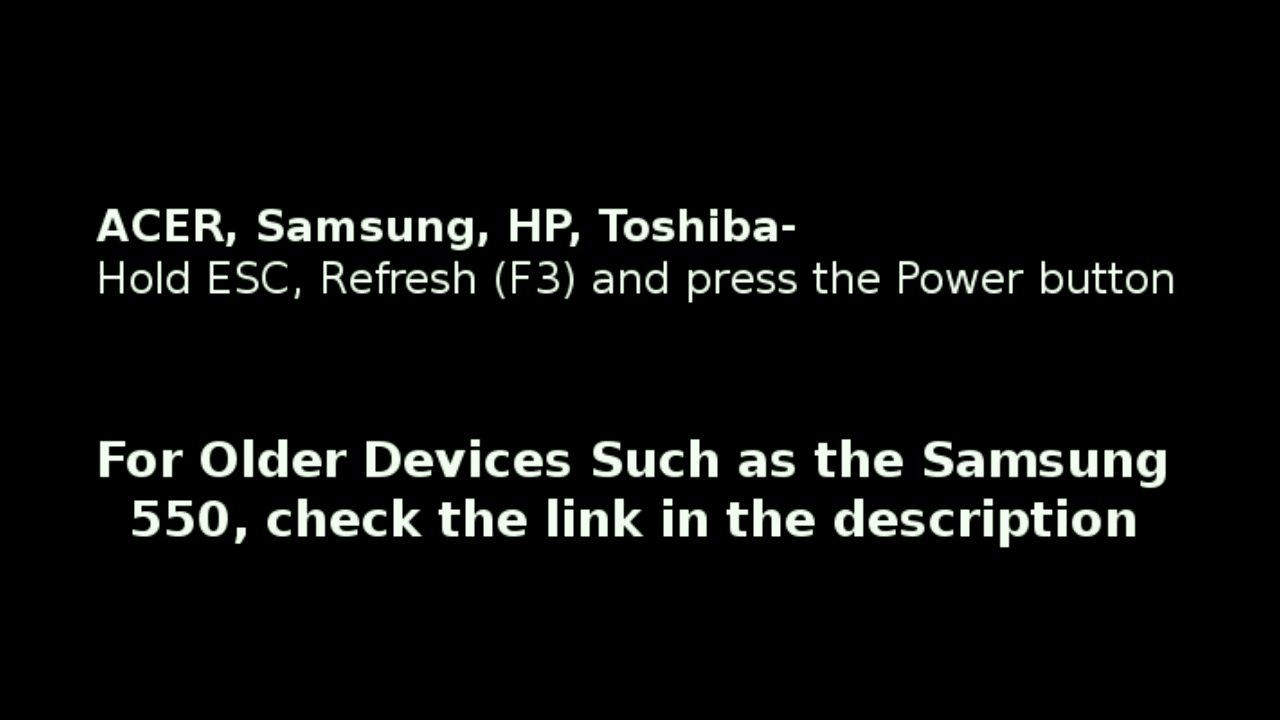 ACER, Samsung, HP, Toshiba-
Hold ESC, Refresh (F3) and press the Power button
For Older Devices Such as the Samsung
550, check the link in the description